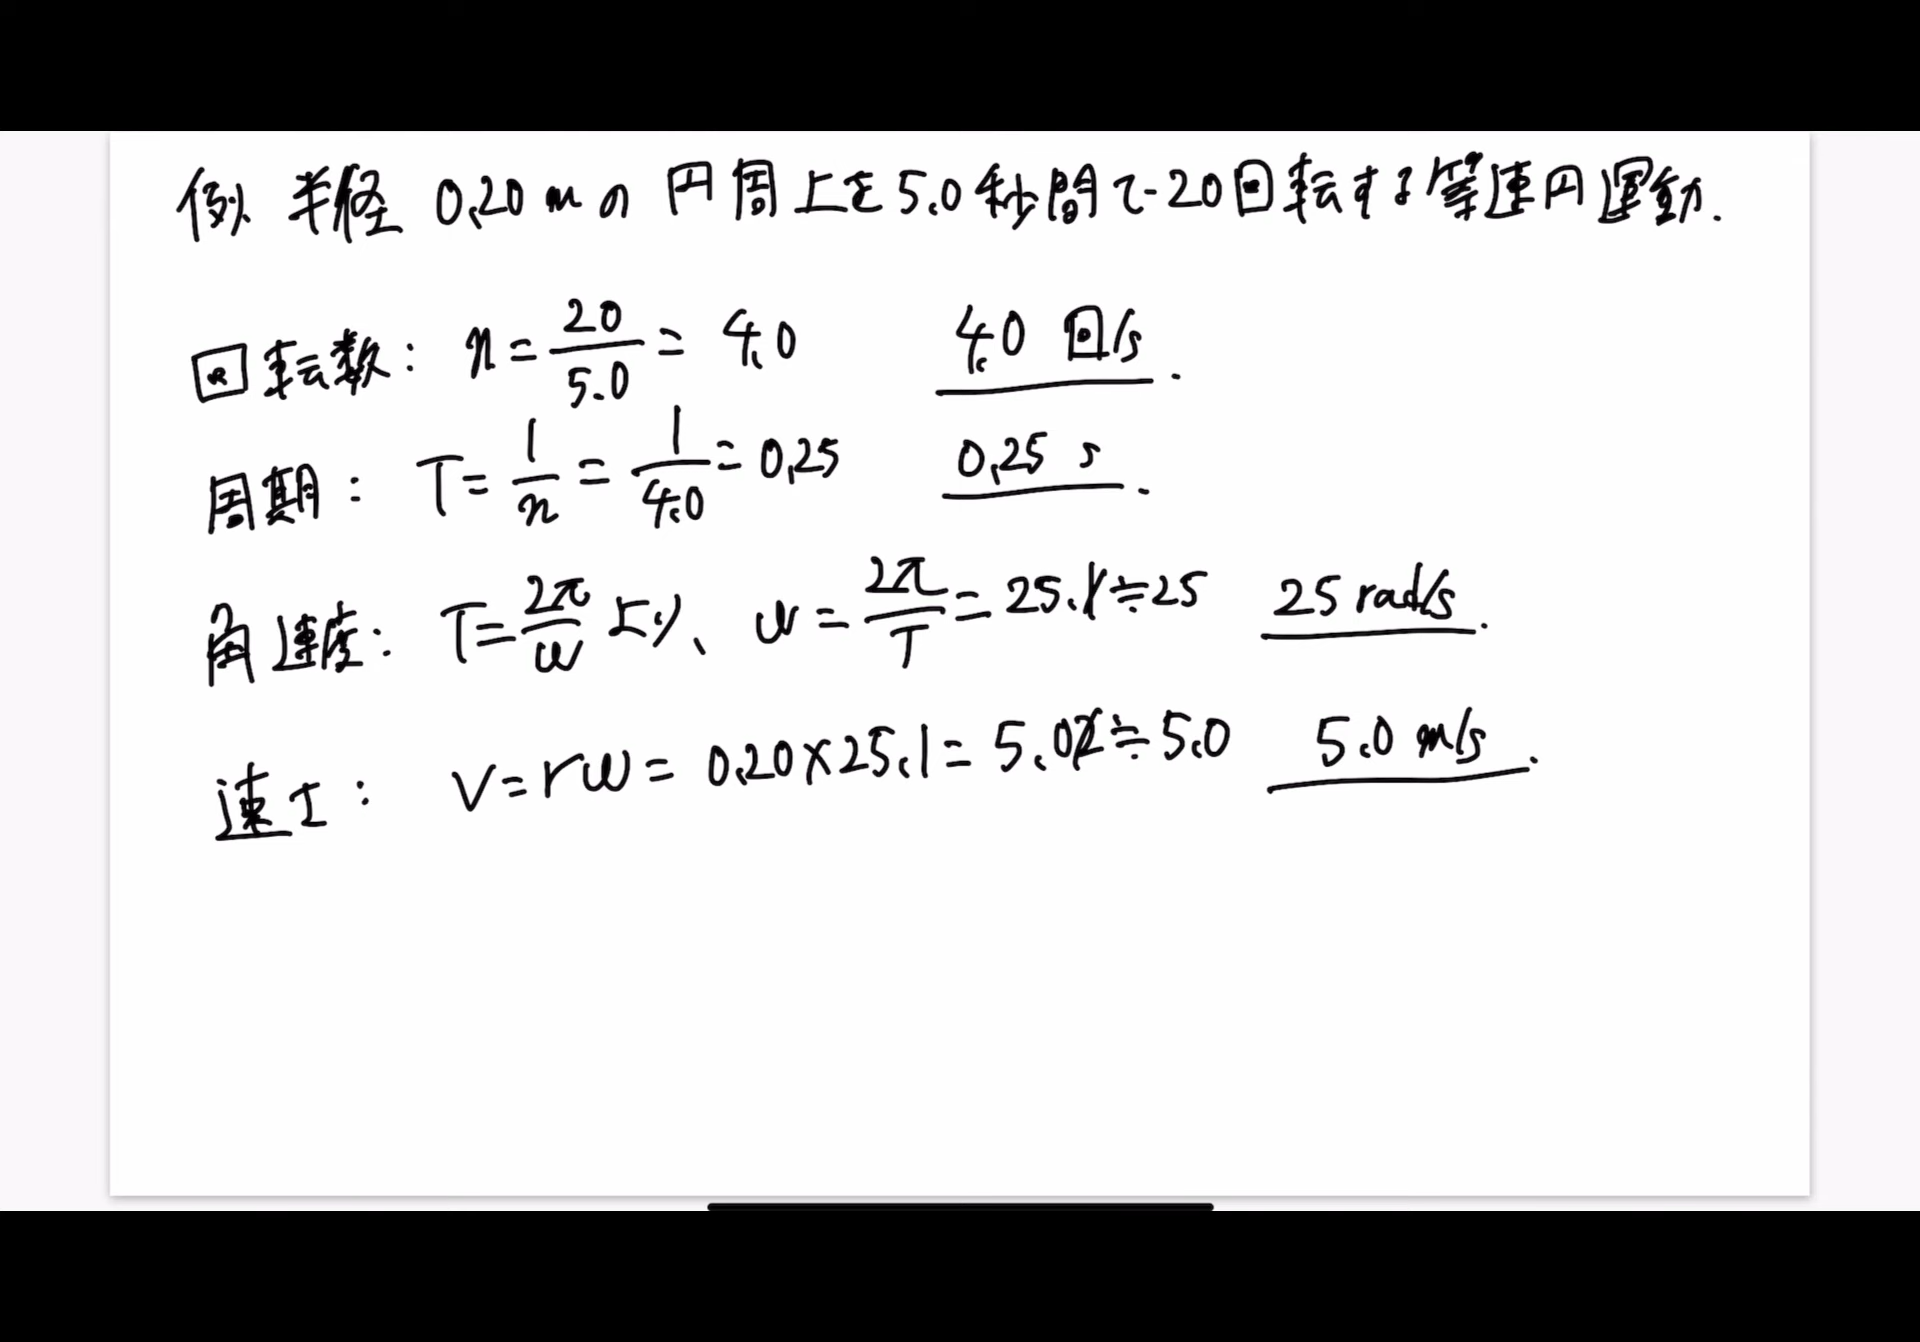 例. 半径 0.20 m の 円周上を 5.0 秒間で 20回転する等速円運動.
回転数: n = 20/5.0 = 4.0 4.0 回/s.
周期: T = 1/n = 1/4.0 = 0.25 0.25 s.
角速度: T = 2π/ω より、 ω = 2π/T = 25.1 ≒ 25 25 rad/s.
速さ: v = rω = 0.20 × 25.1 = 5.02 ≒ 5.0 5.0 m/s.